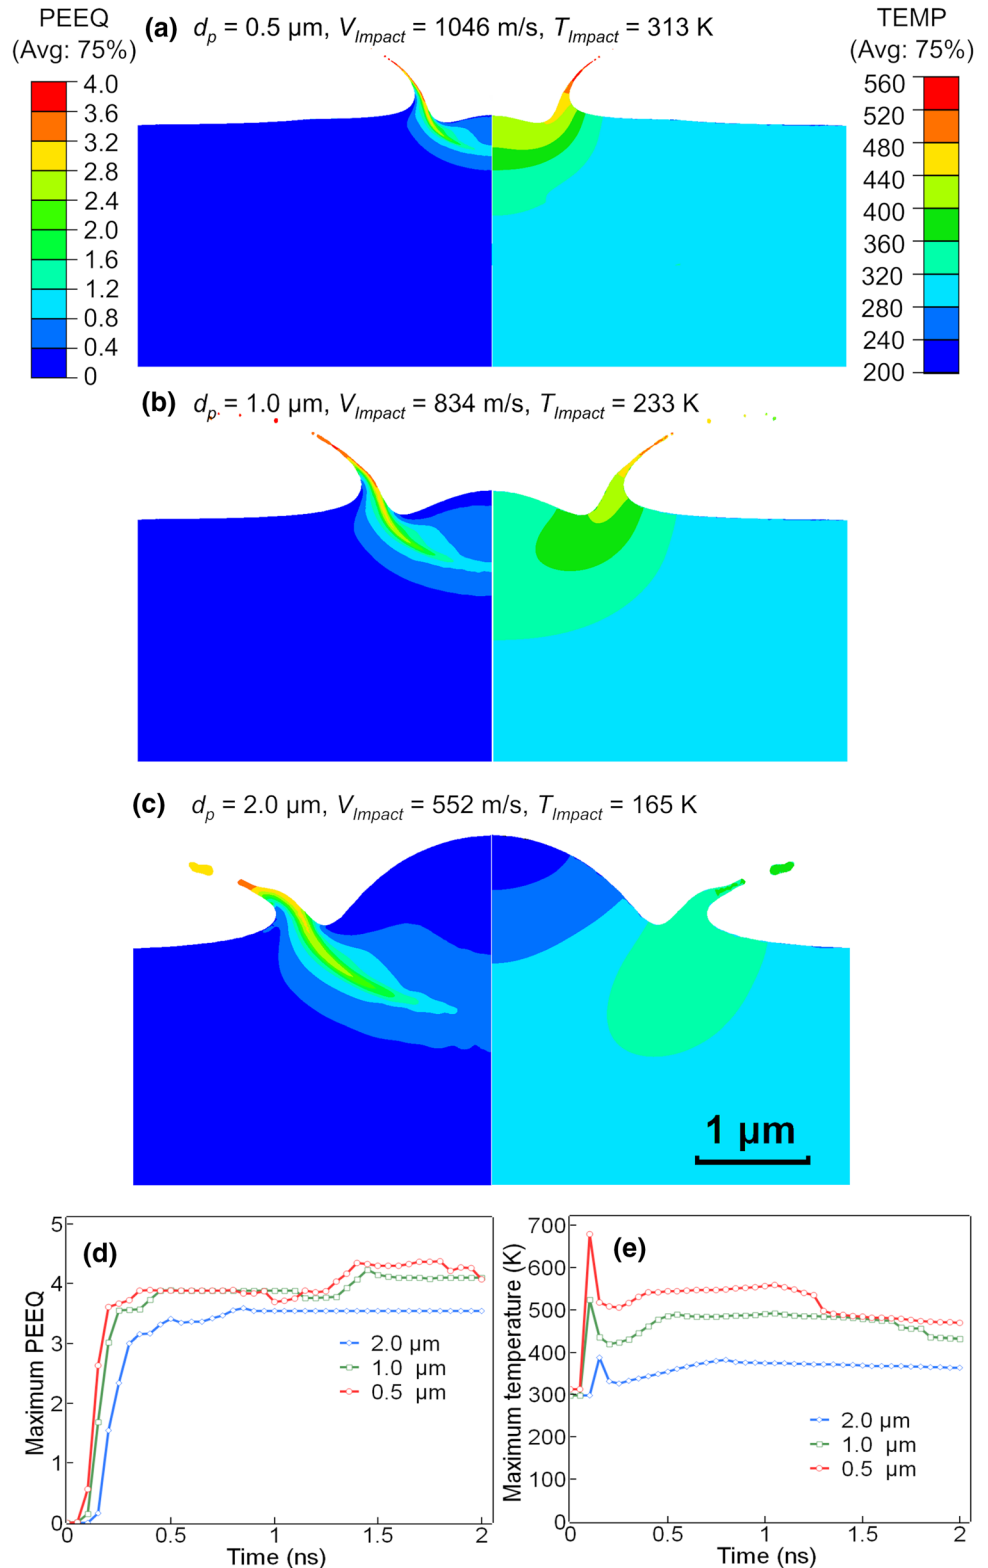 PEEQ
(Avg: 75%)
4.0
3.6
3.2
2.8
2.4
2.0
1.6
1.2
0.8
0.4
0
(a) dp = 0.5 μm, VImpact = 1046 m/s, TImpact = 313 K
TEMP
(Avg: 75%)
560
520
480
440
400
360
320
280
240
200
(b) dp = 1.0 μm, VImpact = 834 m/s, TImpact = 233 K
(c) dp = 2.0 μm, VImpact = 552 m/s, TImpact = 165 K
1 μm
(d)
Maximum PEEQ
5
4
3
2
1
0
2.0 μm
1.0 μm
0.5 μm
0 0.5 1 1.5 2
Time (ns)
(e)
Maximum temperature (K)
700
600
500
400
300
200
100
0
2.0 μm
1.0 μm
0.5 μm
0 0.5 1 1.5 2
Time (ns)